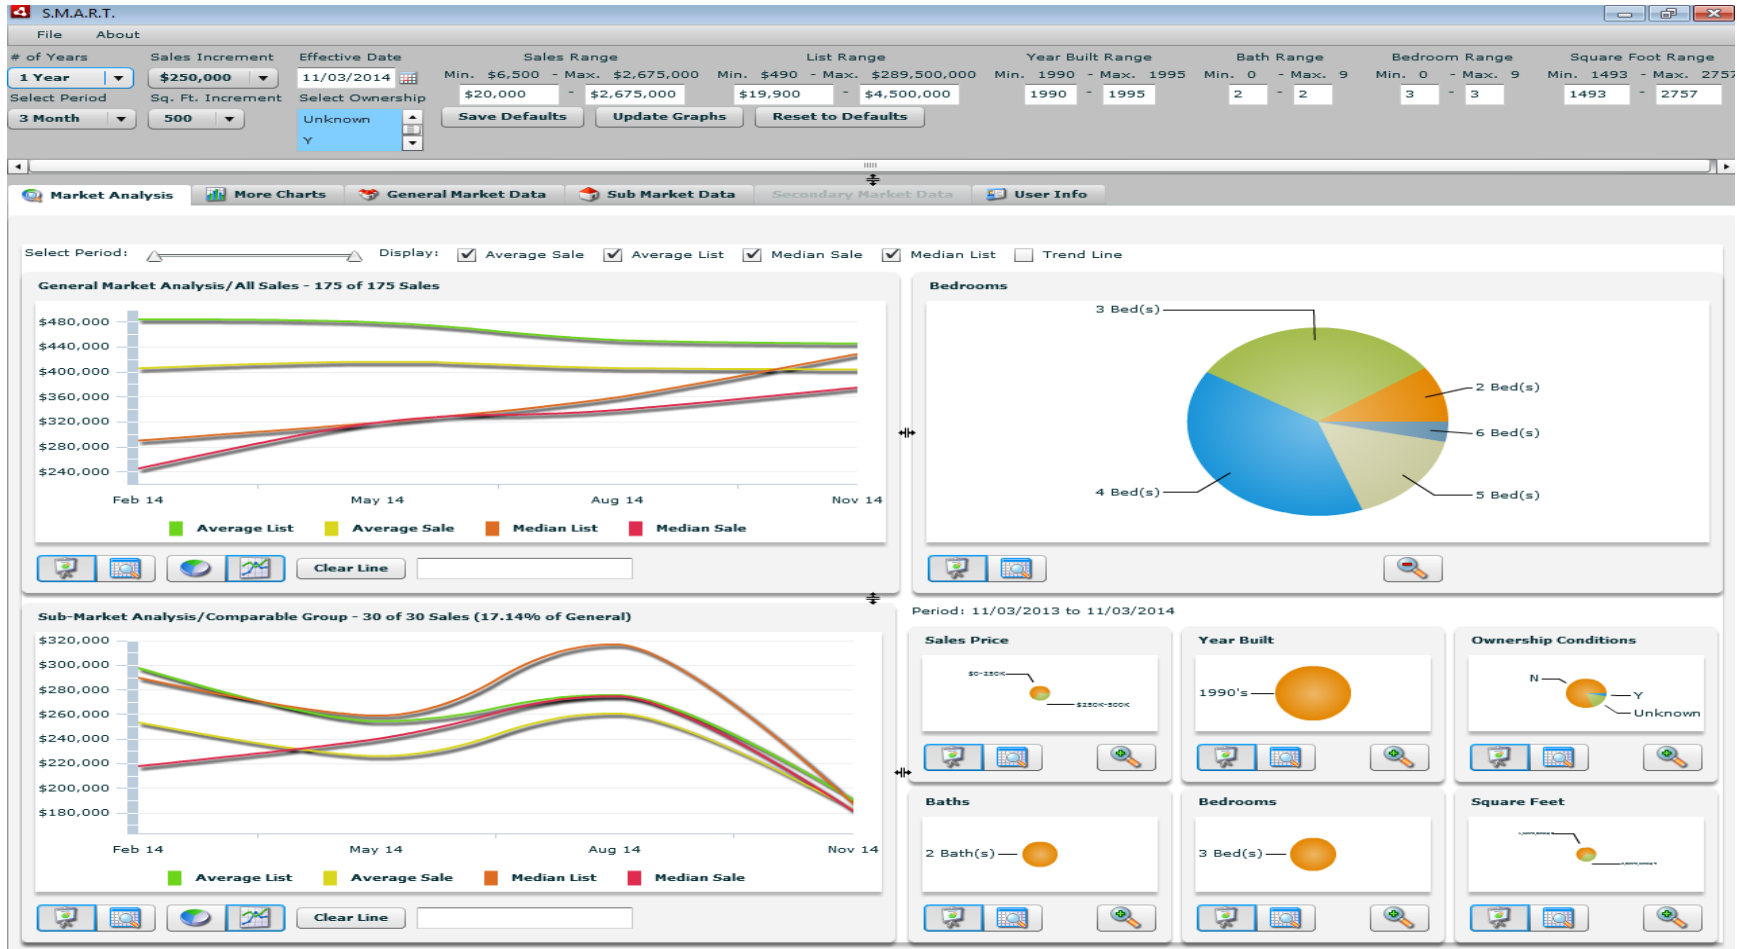 S.M.A.R.T.
File About
# of Years Sales Increment Effective Date Sales Range List Range Year Built Range Bath Range Bedroom Range Square Foot Range
1 Year $250,000 11/03/2014 Min. $6,500 - Max. $2,675,000 Min. $490 - Max. $289,500,000 Min. 1990 - Max. 1995 Min. 0 - Max. 9 Min. 0 - Max. 9 Min. 1493 - Max. 2757
Select Period Sq. Ft. Increment Select Ownership $20,000 - $2,675,000 $19,900 - $4,500,000 1990 - 1995 2 - 2 3 - 3 1493 - 2757
3 Month 500 Unknown Save Defaults Update Graphs Reset to Defaults
Y
Market Analysis More Charts General Market Data Sub Market Data Secondary Market Data User Info
Select Period: Display: Average Sale Average List Median Sale Median List Trend Line
General Market Analysis/All Sales - 175 of 175 Sales
$480,000
$440,000
$400,000
$360,000
$320,000
$280,000
$240,000
Feb 14 May 14 Aug 14 Nov 14
Average List Average Sale Median List Median Sale
Clear Line
Bedrooms
3 Bed(s)
2 Bed(s)
6 Bed(s)
4 Bed(s)
5 Bed(s)
Sub-Market Analysis/Comparable Group - 30 of 30 Sales (17.14% of General)
$320,000
$300,000
$280,000
$260,000
$240,000
$220,000
$200,000
$180,000
Feb 14 May 14 Aug 14 Nov 14
Average List Average Sale Median List Median Sale
Clear Line
Period: 11/03/2013 to 11/03/2014
Sales Price
$0-250K
$250K-500K
Year Built
1990's
Ownership Conditions
N
Y
Unknown
Baths
2 Bath(s)
Bedrooms
3 Bed(s)
Square Feet